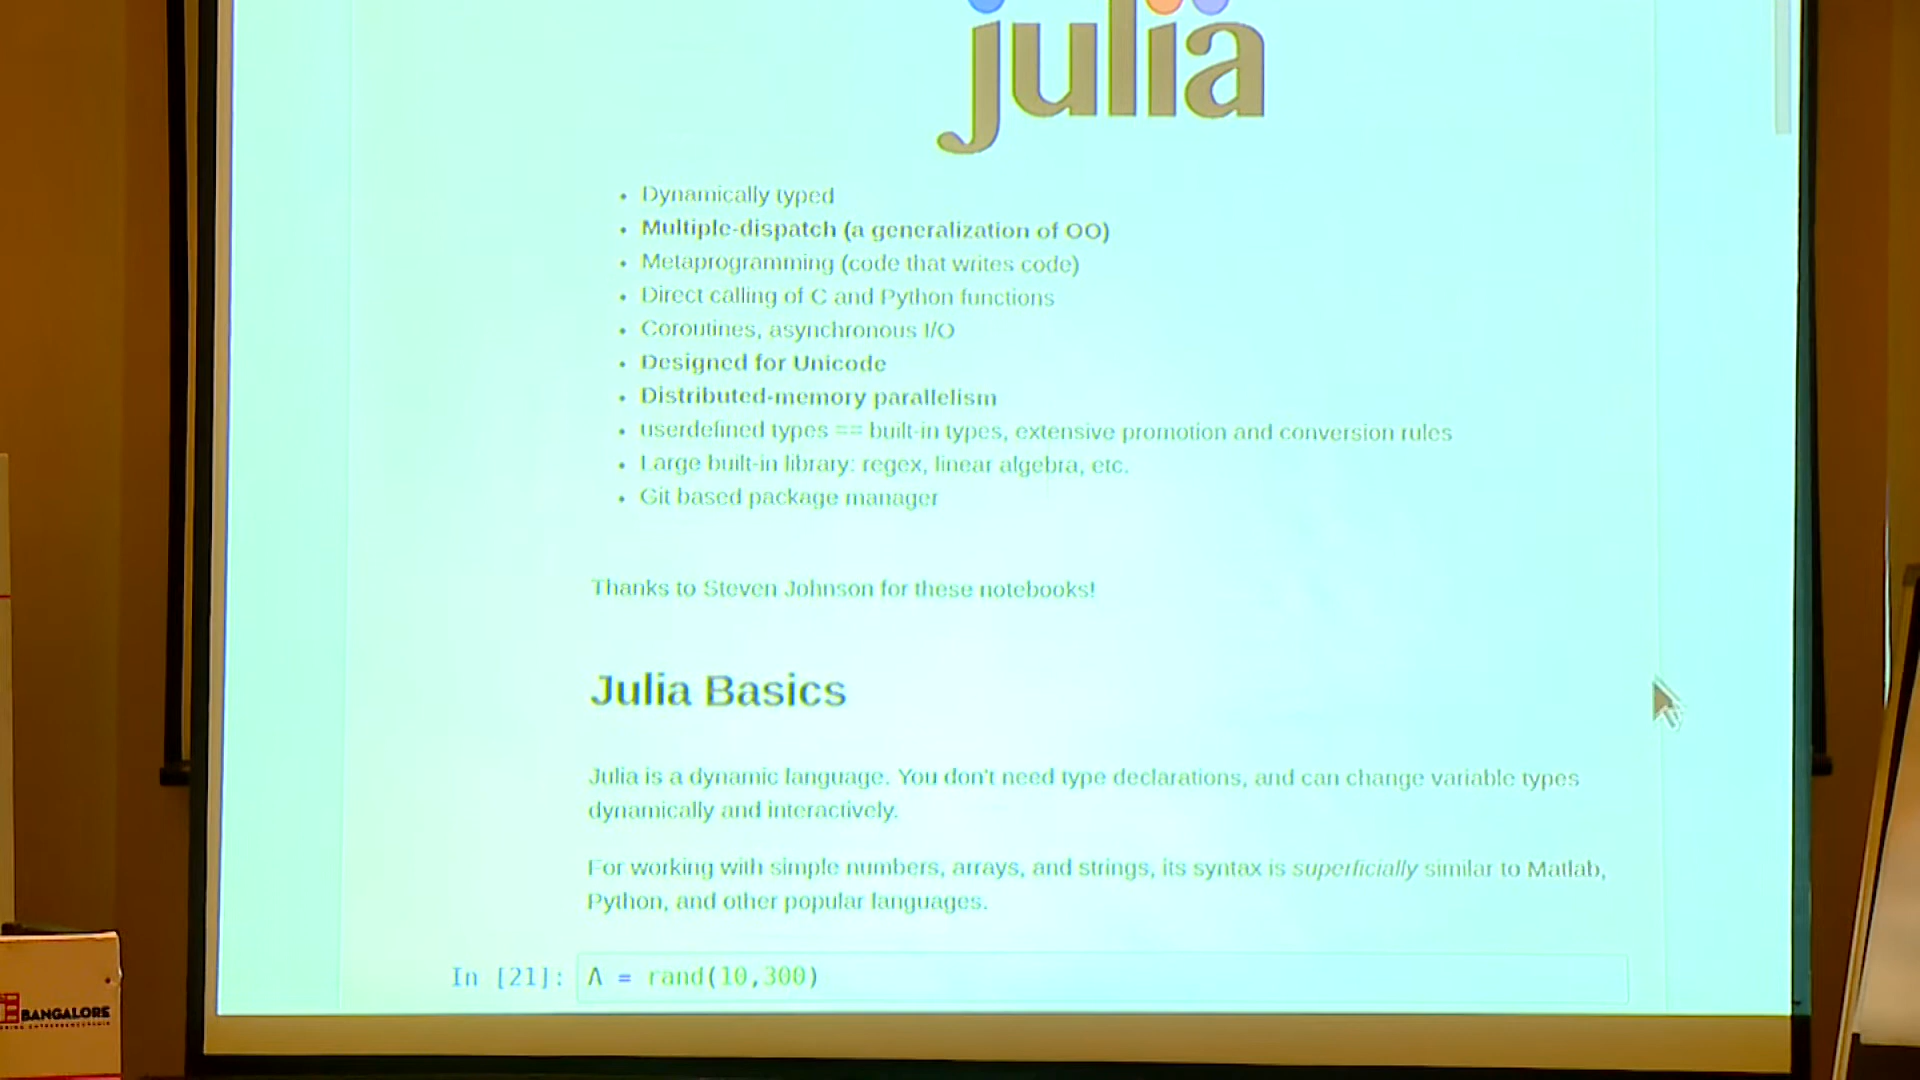 julia
Dynamically typed
Multiple-dispatch (a generalization of OO)
Metaprogramming (code that writes code)
Direct calling of C and Python functions
Coroutines, asynchronous I/O
Designed for Unicode
Distributed-memory parallelism
userdefined types == built-in types, extensive promotion and conversion rules
Large built-in library: regex, linear algebra, etc.
Git based package manager
Thanks to Steven Johnson for these notebooks!
Julia Basics
Julia is a dynamic language. You don't need type declarations, and can change variable types
dynamically and interactively.
For working with simple numbers, arrays, and strings, its syntax is superficially similar to Matlab,
Python, and other popular languages.
In [21]: A = rand(10,300)
BANGALORE